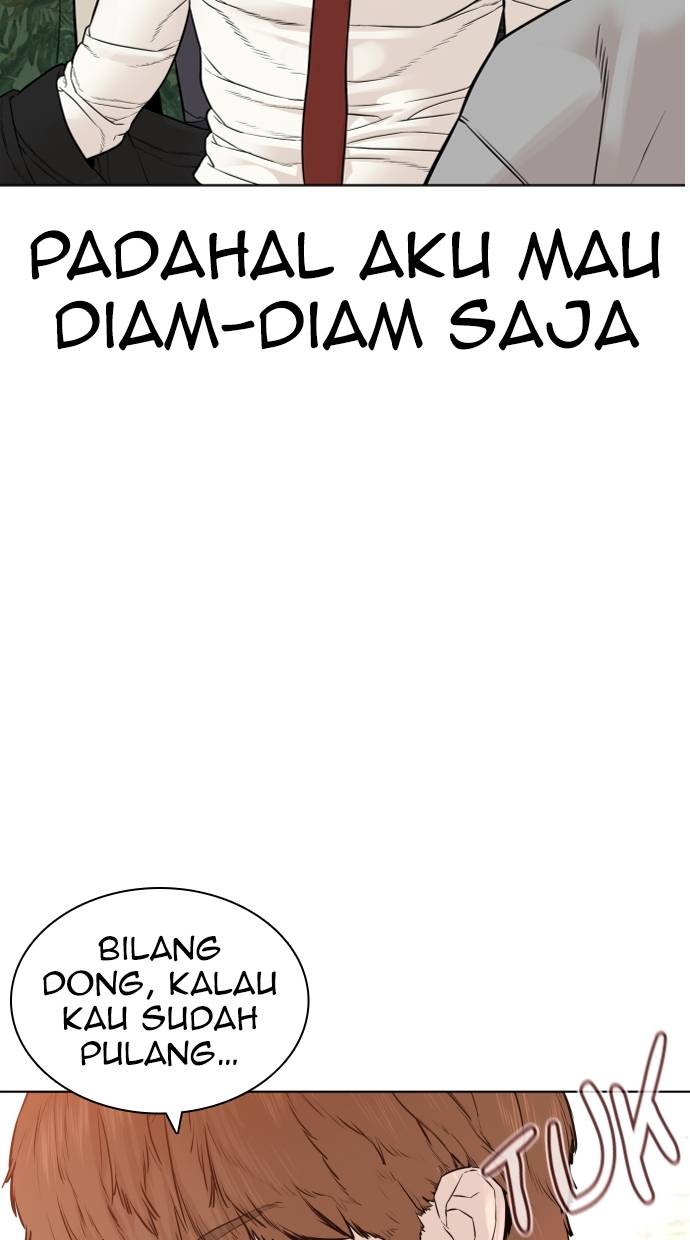 PADAHAL AKU MAU
DIAM-DIAM SAJA
BILANG
DONG, KALAU
KAU SUDAH
PULANG...
TUK